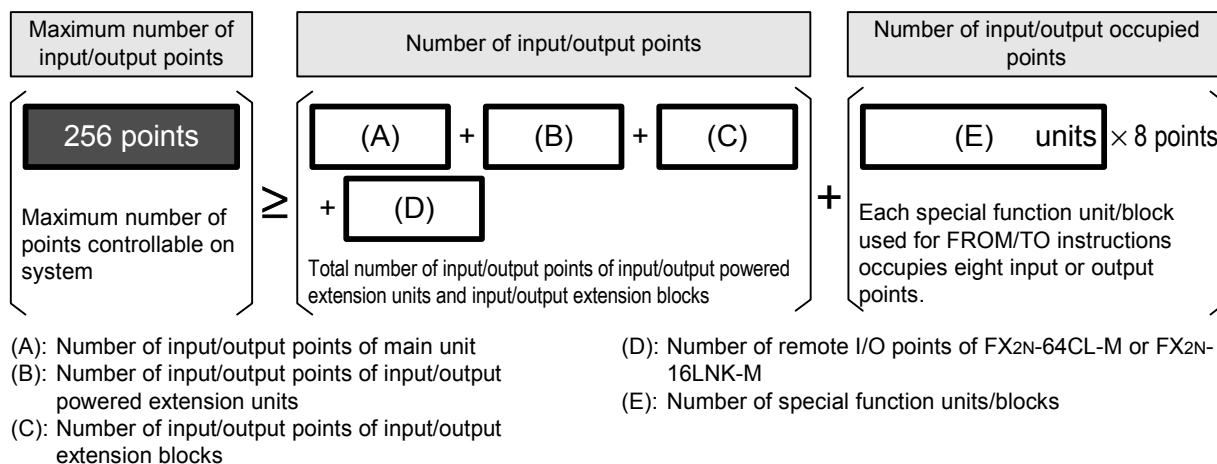 Maximum number of
input/output points
Number of input/output points
Number of input/output occupied
points
256 points
Maximum number of
points controllable on
system
≥
(A) + (B) + (C)
+ (D)
Total number of input/output points of input/output powered
extension units and input/output extension blocks
+
(E) units × 8 points
Each special function unit/block
used for FROM/TO instructions
occupies eight input or output
points.
(A): Number of input/output points of main unit
(B): Number of input/output points of input/output
powered extension units
(C): Number of input/output points of input/output
extension blocks
(D): Number of remote I/O points of FX2N-64CL-M or FX2N-
16LNK-M
(E): Number of special function units/blocks